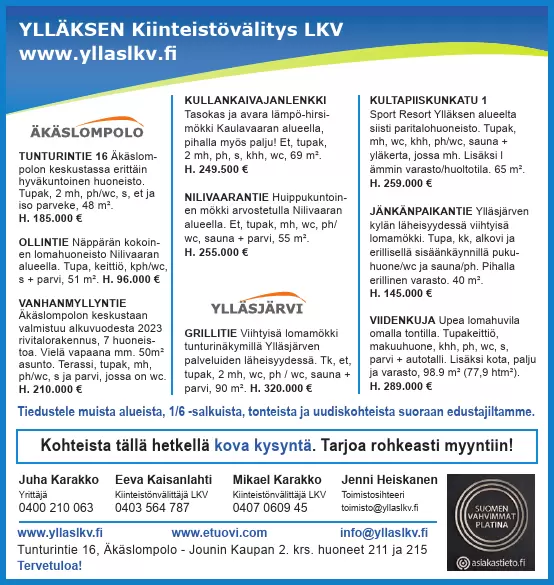 YLLÄKSEN Kiinteistövälitys LKV
www.yllaslkv.fi
ÄKÄSLOMPOLO
TUNTURINTIE 16 Äkäslom-
polon keskustassa erittäin
hyväkuntoinen huoneisto.
Tupak, 2 mh, ph/wc, s, et ja
iso parveke, 48 m².
H. 185.000 €
OLLINTIE Näppärän kokoin-
en lomahuoneisto Nilivaaran
alueella. Tupa, keittiö, kph/wc,
s + parvi, 51 m². H. 96.000 €
VANHANMYLLYNTIE
Äkäslompolon keskustaan
valmistuu alkuvuodesta 2023
rivitalorakennus, 7 huoneis-
toa. Vielä vapaana mm. 50m²
asunto. Terassi, tupak, mh,
ph/wc, s ja parvi, jossa on wc.
H. 210.000 €
KULLANKAIVAJANLENKKI
Tasokas ja avara lämpö-hirsi-
mökki Kaulavaaran alueella,
pihalla myös palju! Et, tupak,
2 mh, ph, s, khh, wc, 69 m².
H. 249.500 €
NILIVAARANTIE Huippukuntoin-
en mökki arvostetulla Nilivaaran
alueella. Et, tupak, mh, wc, ph/
wc, sauna + parvi, 55 m².
H. 255.000 €
YLLÄSJÄRVI
GRILLITIE Viihtyisä lomamökki
tunturinäkymillä Ylläsjärven
palveluiden läheisyydessä. Tk, et,
tupak, 2 mh, wc, ph / wc, sauna +
parvi, 90 m². H. 320.000 €
KULTAPIISKUNKATU 1
Sport Resort Ylläksen alueelta
siisti paritalohuoneisto. Tupak,
mh, wc, khh, ph/wc, sauna +
yläkerta, jossa mh. Lisäksi l
ämmin varasto/huoltotila. 65 m².
H. 259.000 €
JÄNKÄNPAIKANTIE Ylläsjärven
kylän läheisyydessä viihtyisä
lomamökki. Tupa, kk, alkovi ja
erillisellä sisäänkäynnillä puku-
huone/wc ja sauna/ph. Pihalla
erillinen varasto. 40 m².
H. 145.000 €
VIIDENKUJA Upea lomahuvila
omalla tontilla. Tupakeittiö,
makuuhuone, khh, ph, wc, s,
parvi + autotalli. Lisäksi kota, palju
ja varasto, 98.9 m² (77,9 htm²).
H. 289.000 €
Tiedustele muista alueista, 1/6 -salkuista, tonteista ja uudiskohteista suoraan edustajiltamme.
Kohteista tällä hetkellä kova kysyntä. Tarjoa rohkeasti myyntiin!
Juha Karakko
Yrittäjä
0400 210 063
Eeva Kaisanlahti
Kiinteistönvälittäjä LKV
0403 564 787
Mikael Karakko
Kiinteistönvälittäjä LKV
0407 0609 45
Jenni Heiskanen
Toimistosihteeri
toimisto@yllaslkv.fi
www.yllaslkv.fi www.etuovi.com info@yllaslkv.fi
Tunturintie 16, Äkäslompolo - Jounin Kaupan 2. krs. huoneet 211 ja 215
Tervetuloa!
SUOMEN
VAHVIMMAT
PLATINA
asiakastieto.fi